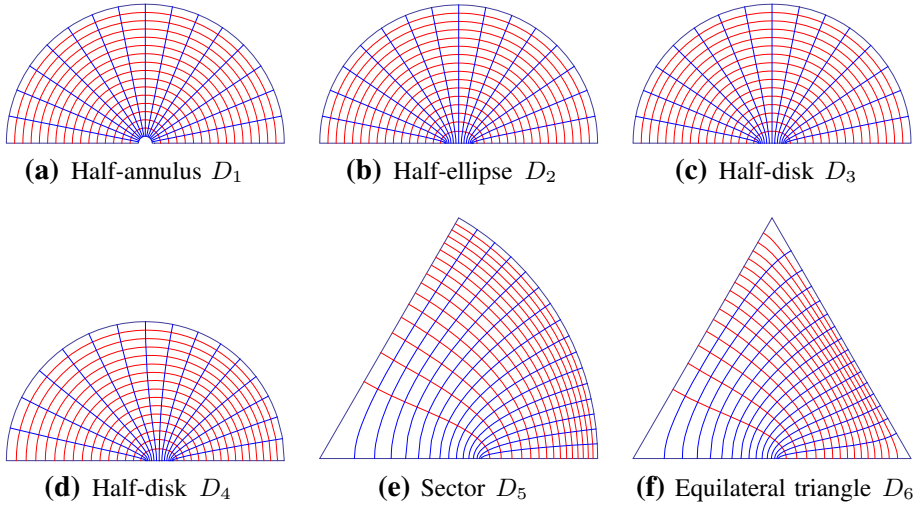 (a) Half-annulus D₁
(b) Half-ellipse D₂
(c) Half-disk D₃
(d) Half-disk D₄
(e) Sector D₅
(f) Equilateral triangle D₆